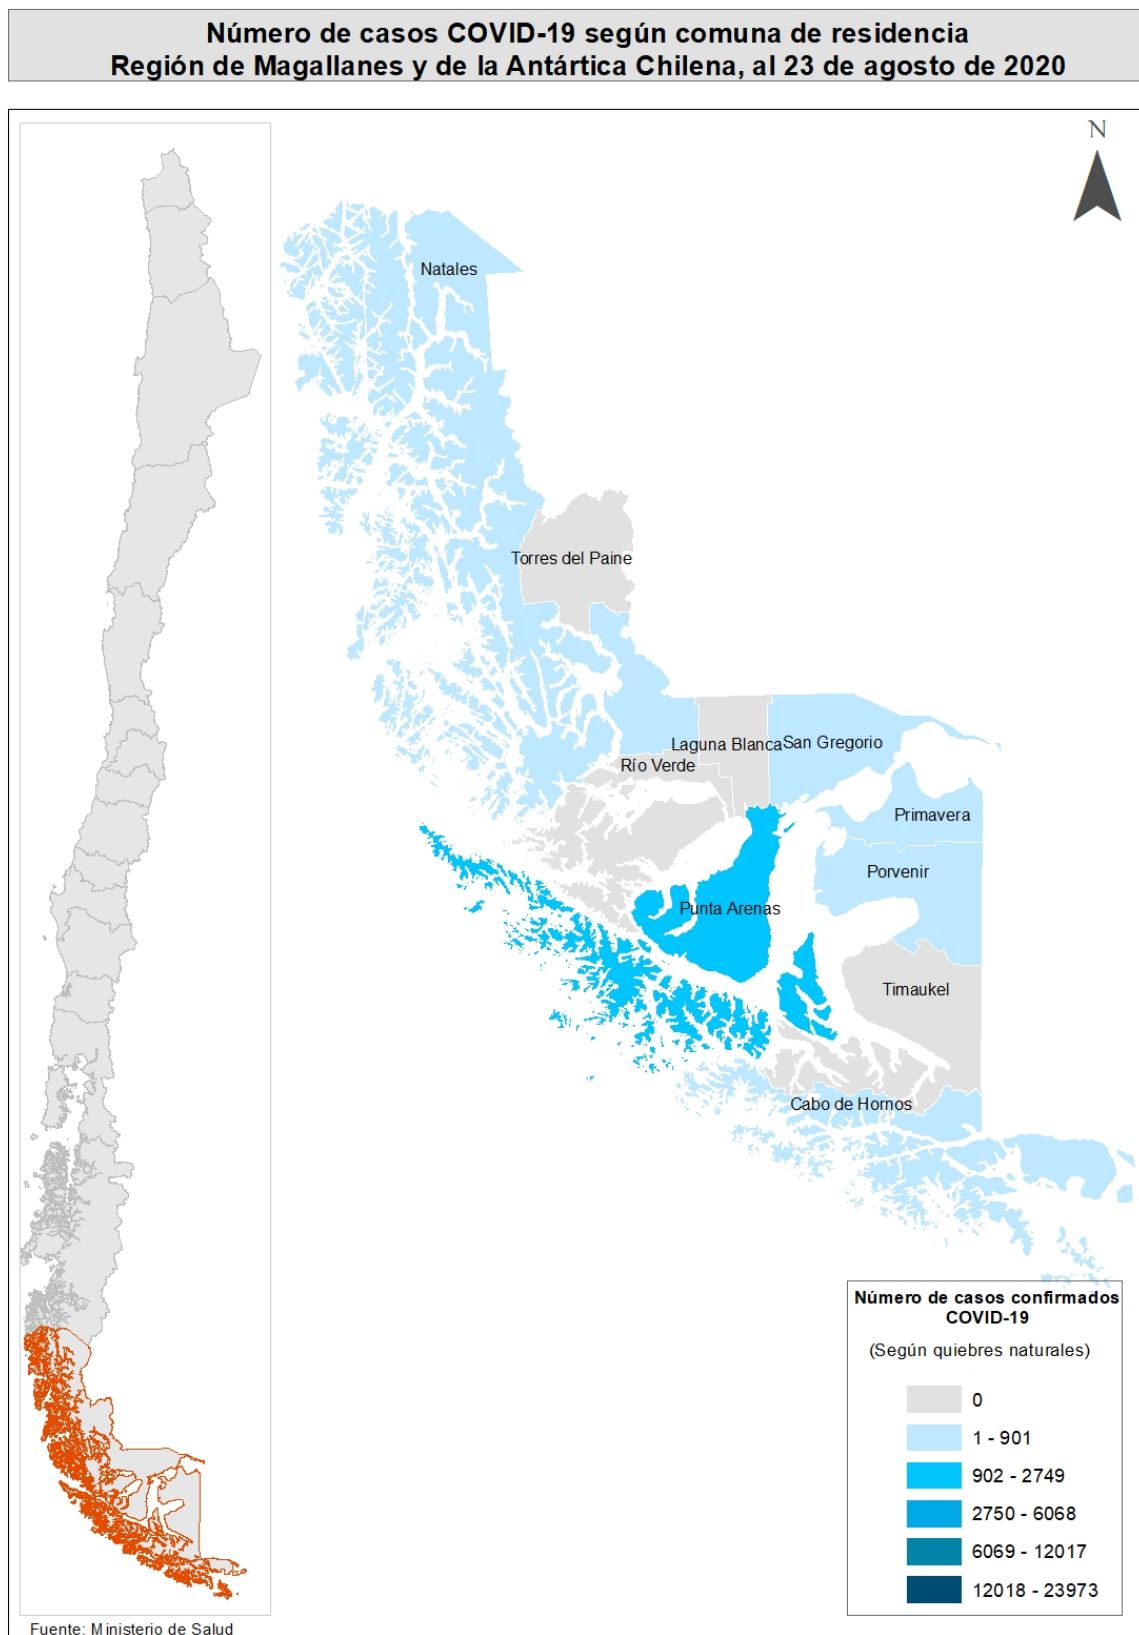 Número de casos COVID-19 según comuna de residencia
Región de Magallanes y de la Antártica Chilena, al 23 de agosto de 2020
N
Natales
Torres del Paine
Laguna Blanca
San Gregorio
Río Verde
Primavera
Porvenir
Punta Arenas
Timaukel
Cabo de Hornos
Número de casos confirmados
COVID-19
(Según quiebres naturales)
0
1 - 901
902 - 2749
2750 - 6068
6069 - 12017
12018 - 23973
Fuente: Ministerio de Salud